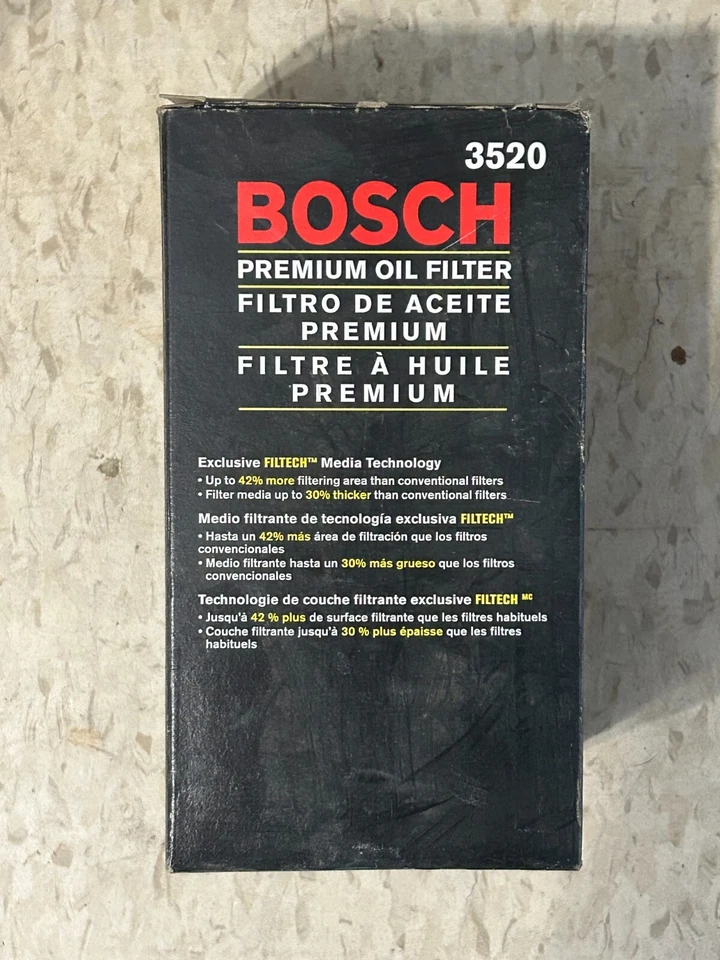 3520
BOSCH
PREMIUM OIL FILTER
FILTRO DE ACEITE
PREMIUM
FILTRE À HUILE
PREMIUM
Exclusive FILTECH™ Media Technology
• Up to 42% more filtering area than conventional filters
• Filter media up to 30% thicker than conventional filters
Medio filtrante de tecnología exclusiva FILTECH™
• Hasta un 42% más área de filtración que los filtros
convencionales
• Medio filtrante hasta un 30% más grueso que los filtros
convencionales
Technologie de couche filtrante exclusive FILTECH MC
• Jusqu'à 42 % plus de surface filtrante que les filtres habituels
• Couche filtrante jusqu'à 30 % plus épaisse que les filtres
habituels